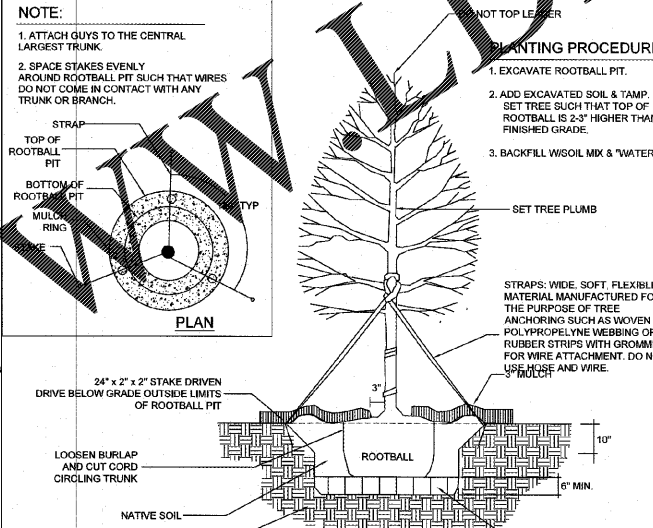 NOTE:
1. ATTACH GUYS TO THE CENTRAL
LARGEST TRUNK.
2. SPACE STAKES EVENLY
AROUND ROOTBALL PIT SUCH THAT WIRES
DO NOT COME IN CONTACT WITH ANY
TRUNK OR BRANCH.
STRAP
TOP OF
ROOTBALL
PIT
BOTTOM OF
ROOTBALL PIT
MULCH
RING
STAKE
TYP
PLAN
DO NOT TOP LEADER
PLANTING PROCEDUR
1. EXCAVATE ROOTBALL PIT.
2. ADD EXCAVATED SOIL & TAMP.
SET TREE SUCH THAT TOP OF
ROOTBALL IS 2-3" HIGHER THA
FINISHED GRADE.
3. BACKFILL W/SOIL MIX & "WATER
SET TREE PLUMB
STRAPS: WIDE, SOFT, FLEXIBL
MATERIAL MANUFACTURED FO
THE PURPOSE OF TREE
ANCHORING SUCH AS WOVEN
POLYPROPELYNE WEBBING OF
RUBBER STRIPS WITH GROMM
FOR WIRE ATTACHMENT. DO N
USE HOSE AND WIRE.
3" MULCH
24" x 2" x 2" STAKE DRIVEN
DRIVE BELOW GRADE OUTSIDE LIMITS
OF ROOTBALL PIT
3"
LOOSEN BURLAP
AND CUT CORD
CIRCLING TRUNK
ROOTBALL
10"
6" MIN.
NATIVE SOIL
WW LD